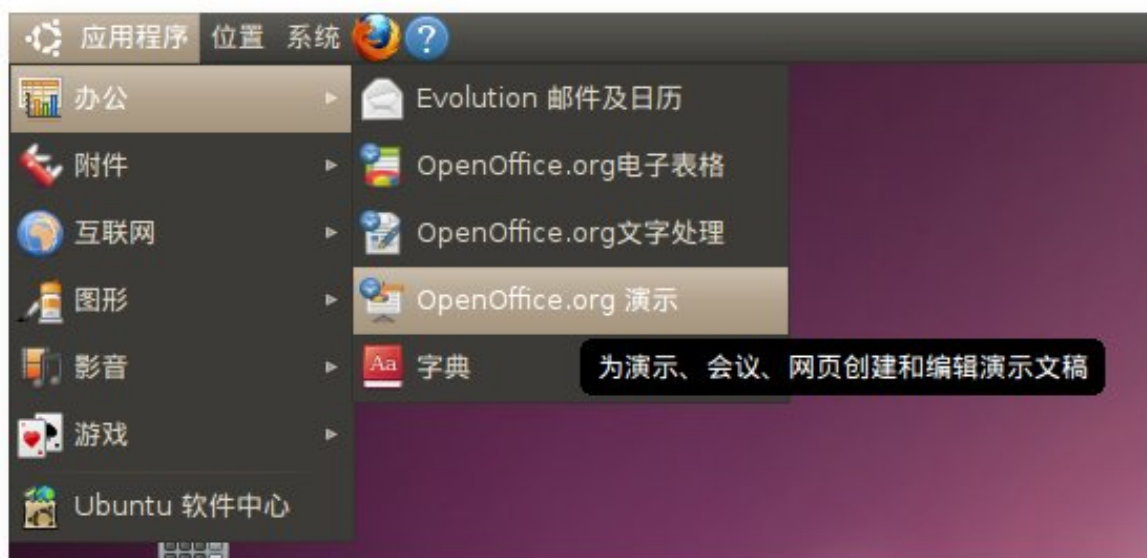 应用程序 位置 系统 ?
办公
附件
互联网
图形
影音
游戏
Ubuntu 软件中心
Evolution 邮件及日历
OpenOffice.org电子表格
OpenOffice.org文字处理
OpenOffice.org 演示
Aa 字典
为演示、会议、网页创建和编辑演示文稿